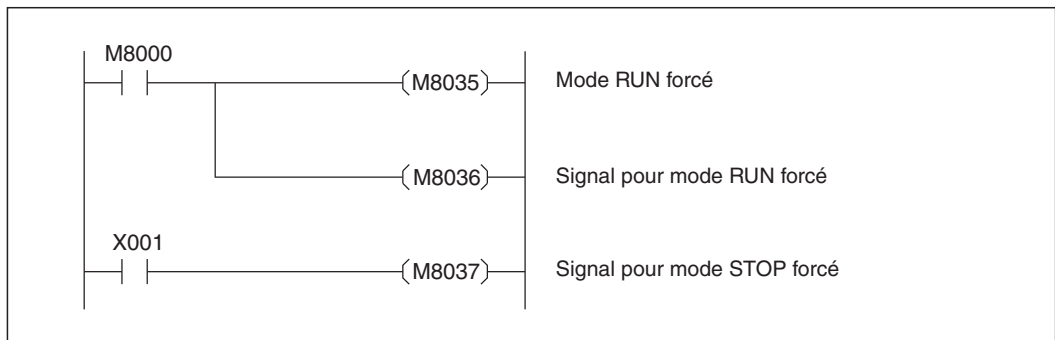 M8000
M8035 Mode RUN forcé
M8036 Signal pour mode RUN forcé
X001
M8037 Signal pour mode STOP forcé